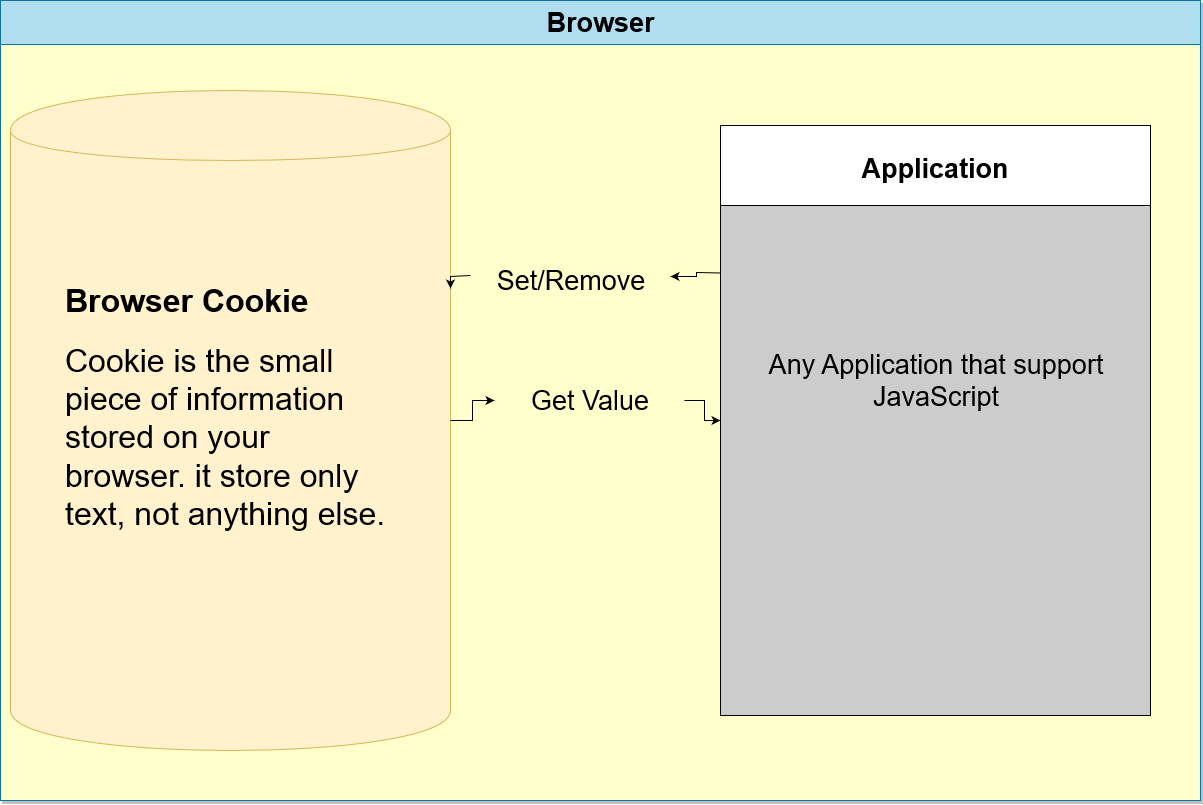 Browser
Application
Set/Remove
Browser Cookie
Cookie is the small
piece of information
stored on your
browser. it store only
text, not anything else.
Get Value
Any Application that support
JavaScript